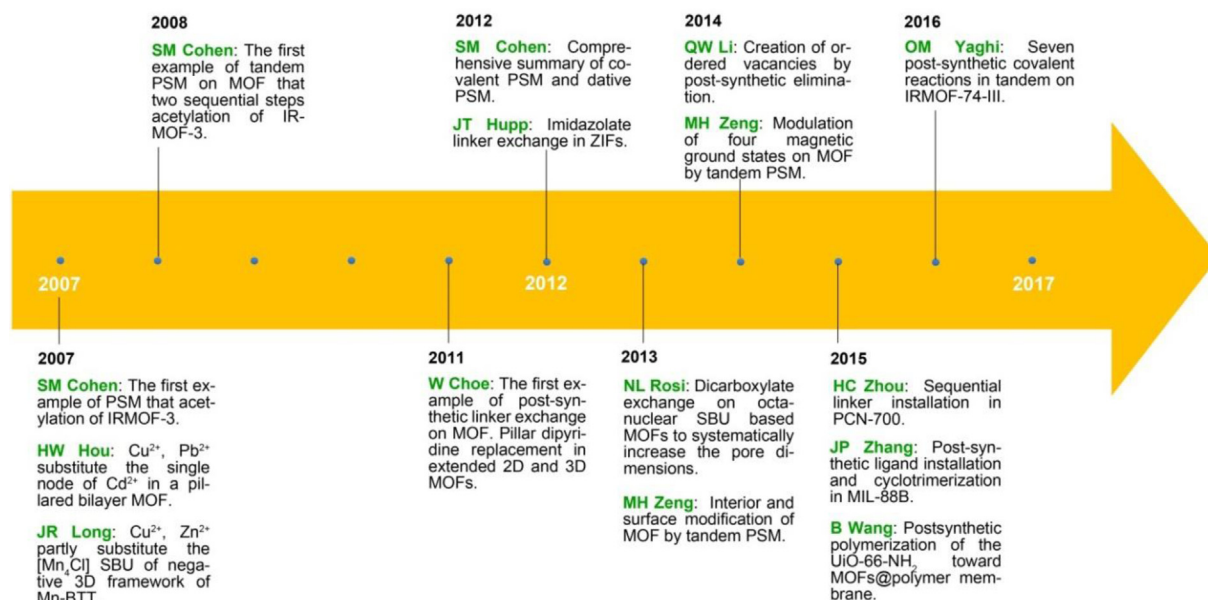 2008
SM Cohen: The first
example of tandem
PSM on MOF that
two sequential steps
acetylation of IR-
MOF-3.
2012
SM Cohen: Compre-
hensive summary of co-
valent PSM and dative
PSM.
JT Hupp: Imidazolate
linker exchange in ZIFs.
2014
QW Li: Creation of or-
dered vacancies by
post-synthetic elimina-
tion.
MH Zeng: Modulation
of four magnetic
ground states on MOF
by tandem PSM.
2016
OM Yaghi: Seven
post-synthetic covalent
reactions in tandem on
IRMOF-74-III.
2007
2012
2017
2007
SM Cohen: The first ex-
ample of PSM that acet-
ylation of IRMOF-3.
HW Hou: Cu²⁺, Pb²⁺
substitute the single
node of Cd²⁺ in a pil-
lared bilayer MOF.
JR Long: Cu²⁺, Zn²⁺
partly substitute the
[Mn₄Cl] SBU of nega-
tive 3D framework of
Mn-BTT
2011
W Choe: The first ex-
ample of post-syn-
thetic linker exchange
on MOF. Pillar dipyri-
dine replacement in
extended 2D and 3D
MOFs.
2013
NL Rosi: Dicarboxylate
exchange on octa-
nuclear SBU based
MOFs to systematically
increase the pore di-
mensions.
MH Zeng: Interior and
surface modification of
MOF by tandem PSM.
2015
HC Zhou: Sequential
linker installation in
PCN-700.
JP Zhang: Post-syn-
thetic ligand installation
and cyclotrimerization
in MIL-88B.
B Wang: Postsynthetic
polymerization of the
UiO-66-NH₂ toward
MOFs@polymer mem-
brane.